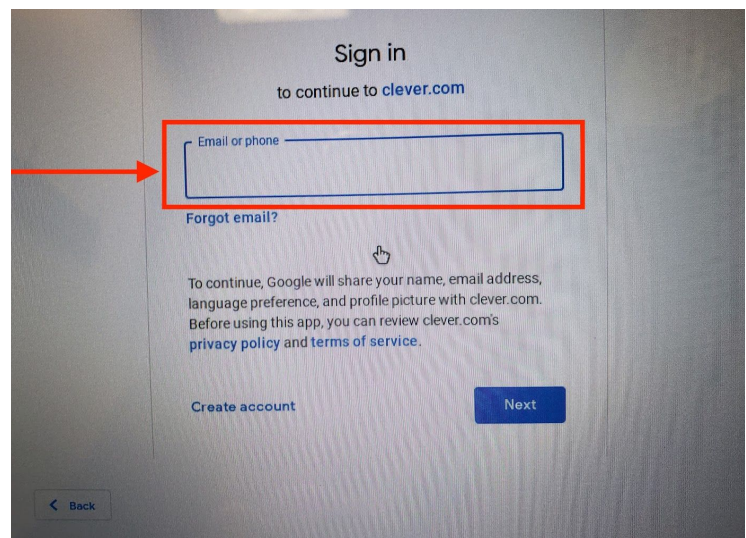 Sign in
to continue to clever.com
Email or phone
Forgot email?
To continue, Google will share your name, email address,
language preference, and profile picture with clever.com.
Before using this app, you can review clever.com's
privacy policy and terms of service.
Create account
Next
Back